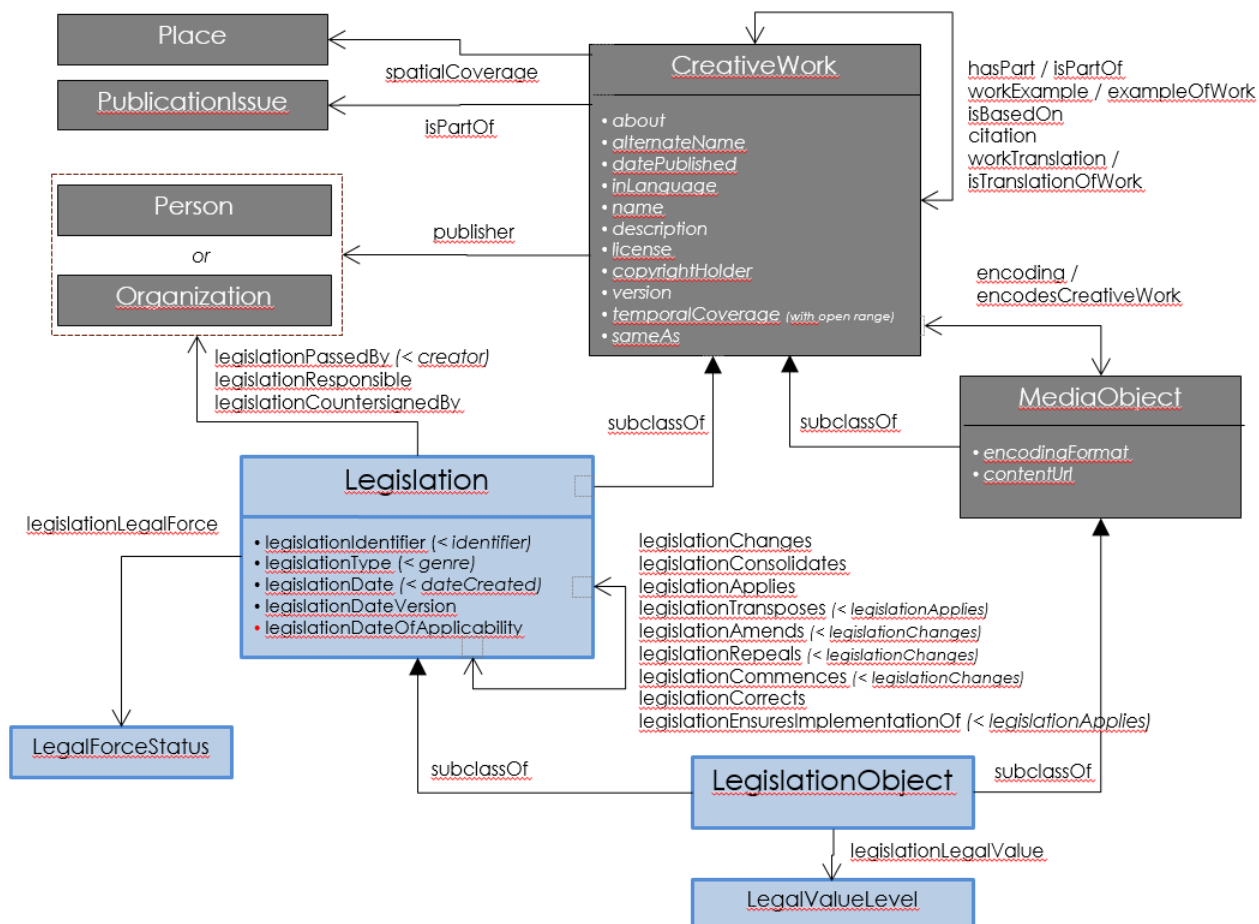 Place
spatialCoverage
PublicationIssue
isPartOf
Person
or
Organization
publisher
CreativeWork
• about
• alternateName
• datePublished
• inLanguage
• name
• description
• license
• copyrightHolder
• version
• temporalCoverage (with open range)
• sameAs
hasPart / isPartOf
workExample / exampleOfWork
isBasedOn
citation
workTranslation /
isTranslationOfWork
encoding /
encodesCreativeWork
MediaObject
• encodingFormat
• contentUrl
legislationPassedBy (< creator)
legislationResponsible
legislationCountersignedBy
subclassOf
subclassOf
Legislation
• legislationIdentifier (< identifier)
• legislationType (< genre)
• legislationDate (< dateCreated)
• legislationDateVersion
• legislationDateOfApplicability
legislationLegalForce
legislationChanges
legislationConsolidates
legislationApplies
legislationTransposes (< legislationApplies)
legislationAmends (< legislationChanges)
legislationRepeals (< legislationChanges)
legislationCommences (< legislationChanges)
legislationCorrects
legislationEnsuresImplementationOf (< legislationApplies)
LegalForceStatus
subclassOf
LegislationObject
subclassOf
legislationLegalValue
LegalValueLevel